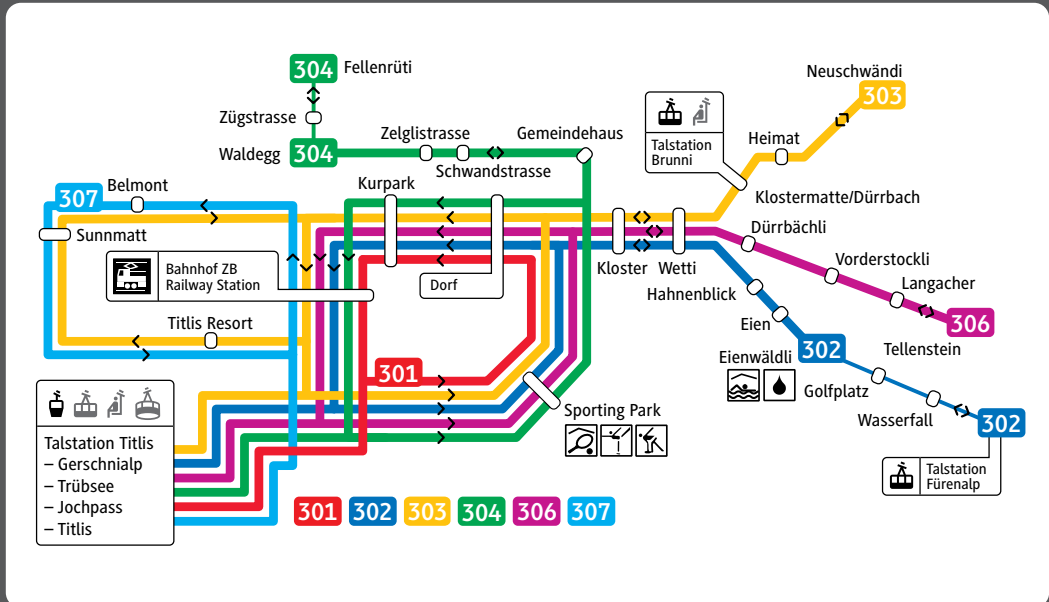 304
Fellenrüti
Zügstrasse
Waldegg
304
Zelglistrasse
Schwandstrasse
Gemeindehaus
Neuschwändi
303
Heimat
Talstation
Brunni
Klostermatte/Dürrbach
307
Belmont
Kurpark
Sunnmatt
Bahnhof ZB
Railway Station
Dorf
Kloster
Wetti
Dürrbächli
Vorderstockli
Langacher
306
Tellenstein
Hahnenblick
Eien
302
Eienwäldli
Golfplatz
Wasserfall
302
Talstation
Fürenalp
Titlis Resort
301
Sporting Park
Talstation Titlis
– Gerschnialp
– Trübsee
– Jochpass
– Titlis
301 302 303 304 306 307